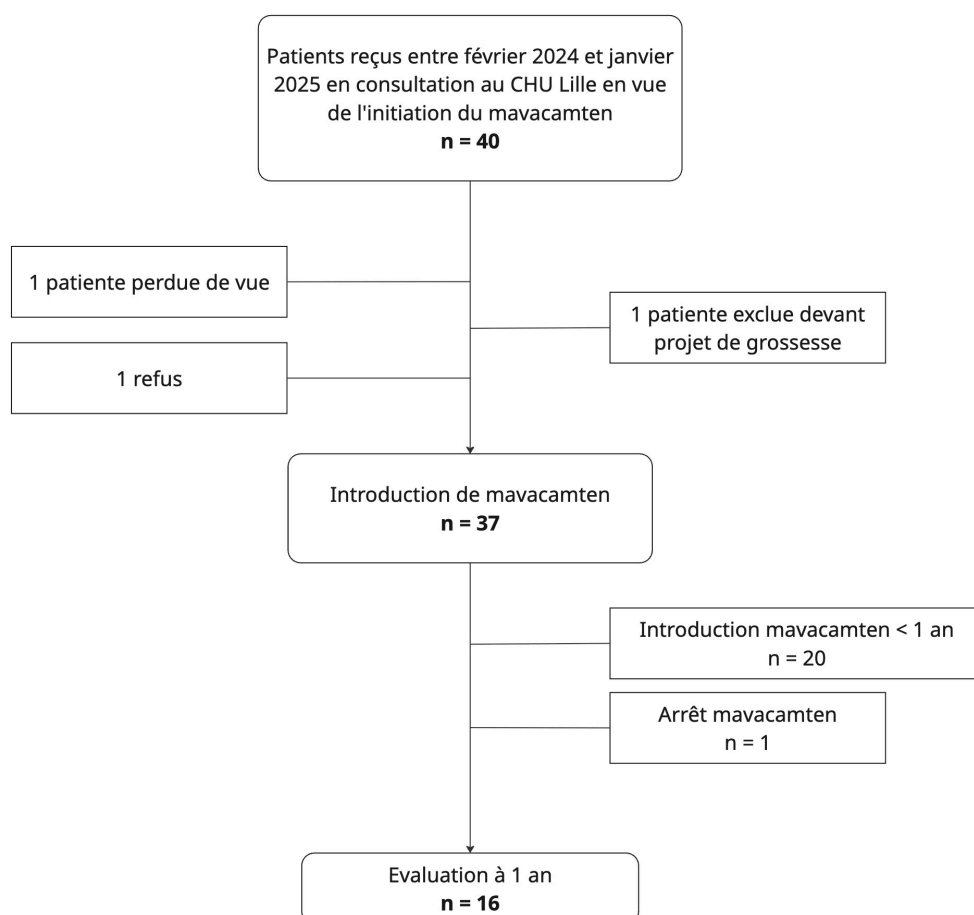 Patients reçus entre février 2024 et janvier
2025 en consultation au CHU Lille en vue
de l'initiation du mavacamten
n = 40
1 patiente perdue de vue
1 patiente exclue devant
projet de grossesse
1 refus
Introduction de mavacamten
n = 37
Introduction mavacamten < 1 an
n = 20
Arrêt mavacamten
n = 1
Evaluation à 1 an
n = 16